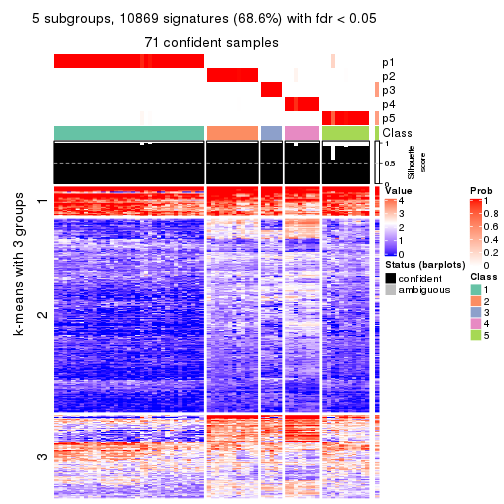 5 subgroups, 10869 signatures (68.6%) with fdr < 0.05
71 confident samples
p1
p2
p3
p4
p5
Class
1
0.5
0
Silhouette
score
k-means with 3 groups
1
2
3
Value
4
3
2
1
0
Status (barplots)
confident
ambiguous
Prob
1
0.8
0.6
0.4
0.2
0
Class
1
2
3
4
5